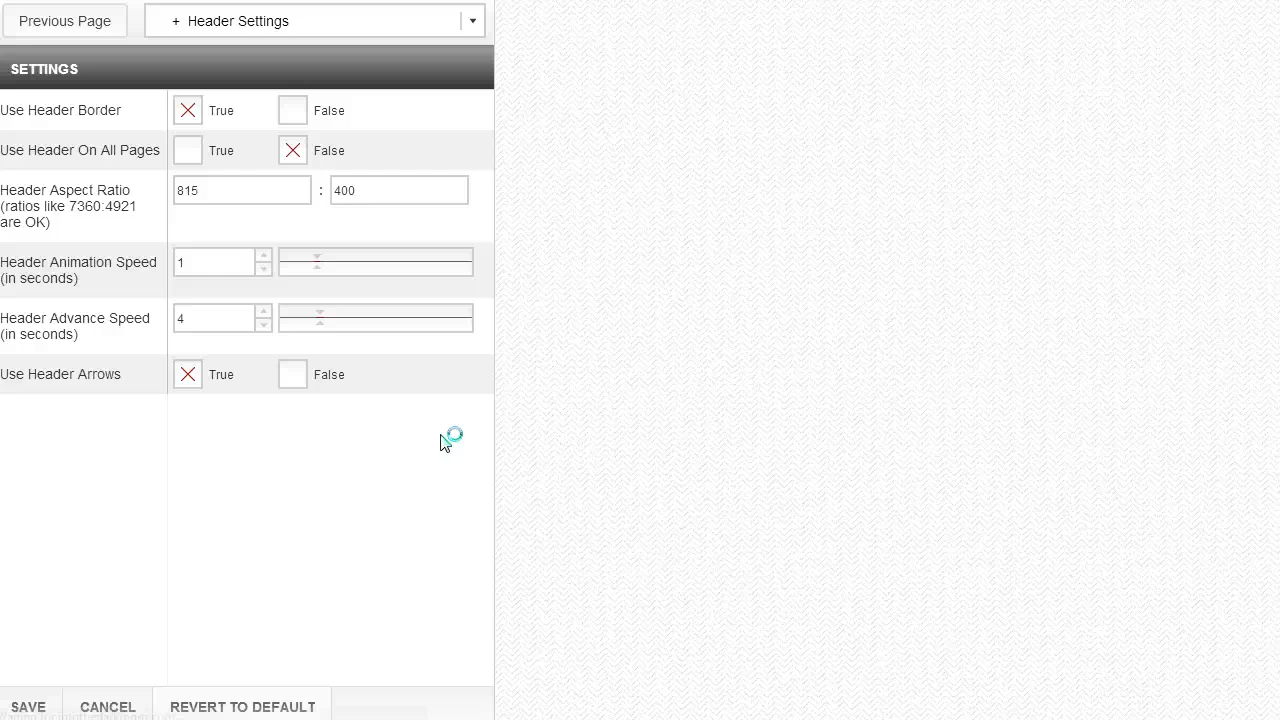 Previous Page
+ Header Settings
SETTINGS
Use Header Border True False
Use Header On All Pages True False
Header Aspect Ratio
(ratios like 7360:4921
are OK)
815 : 400
Header Animation Speed
(in seconds)
1
Header Advance Speed
(in seconds)
4
Use Header Arrows True False
SAVE CANCEL REVERT TO DEFAULT